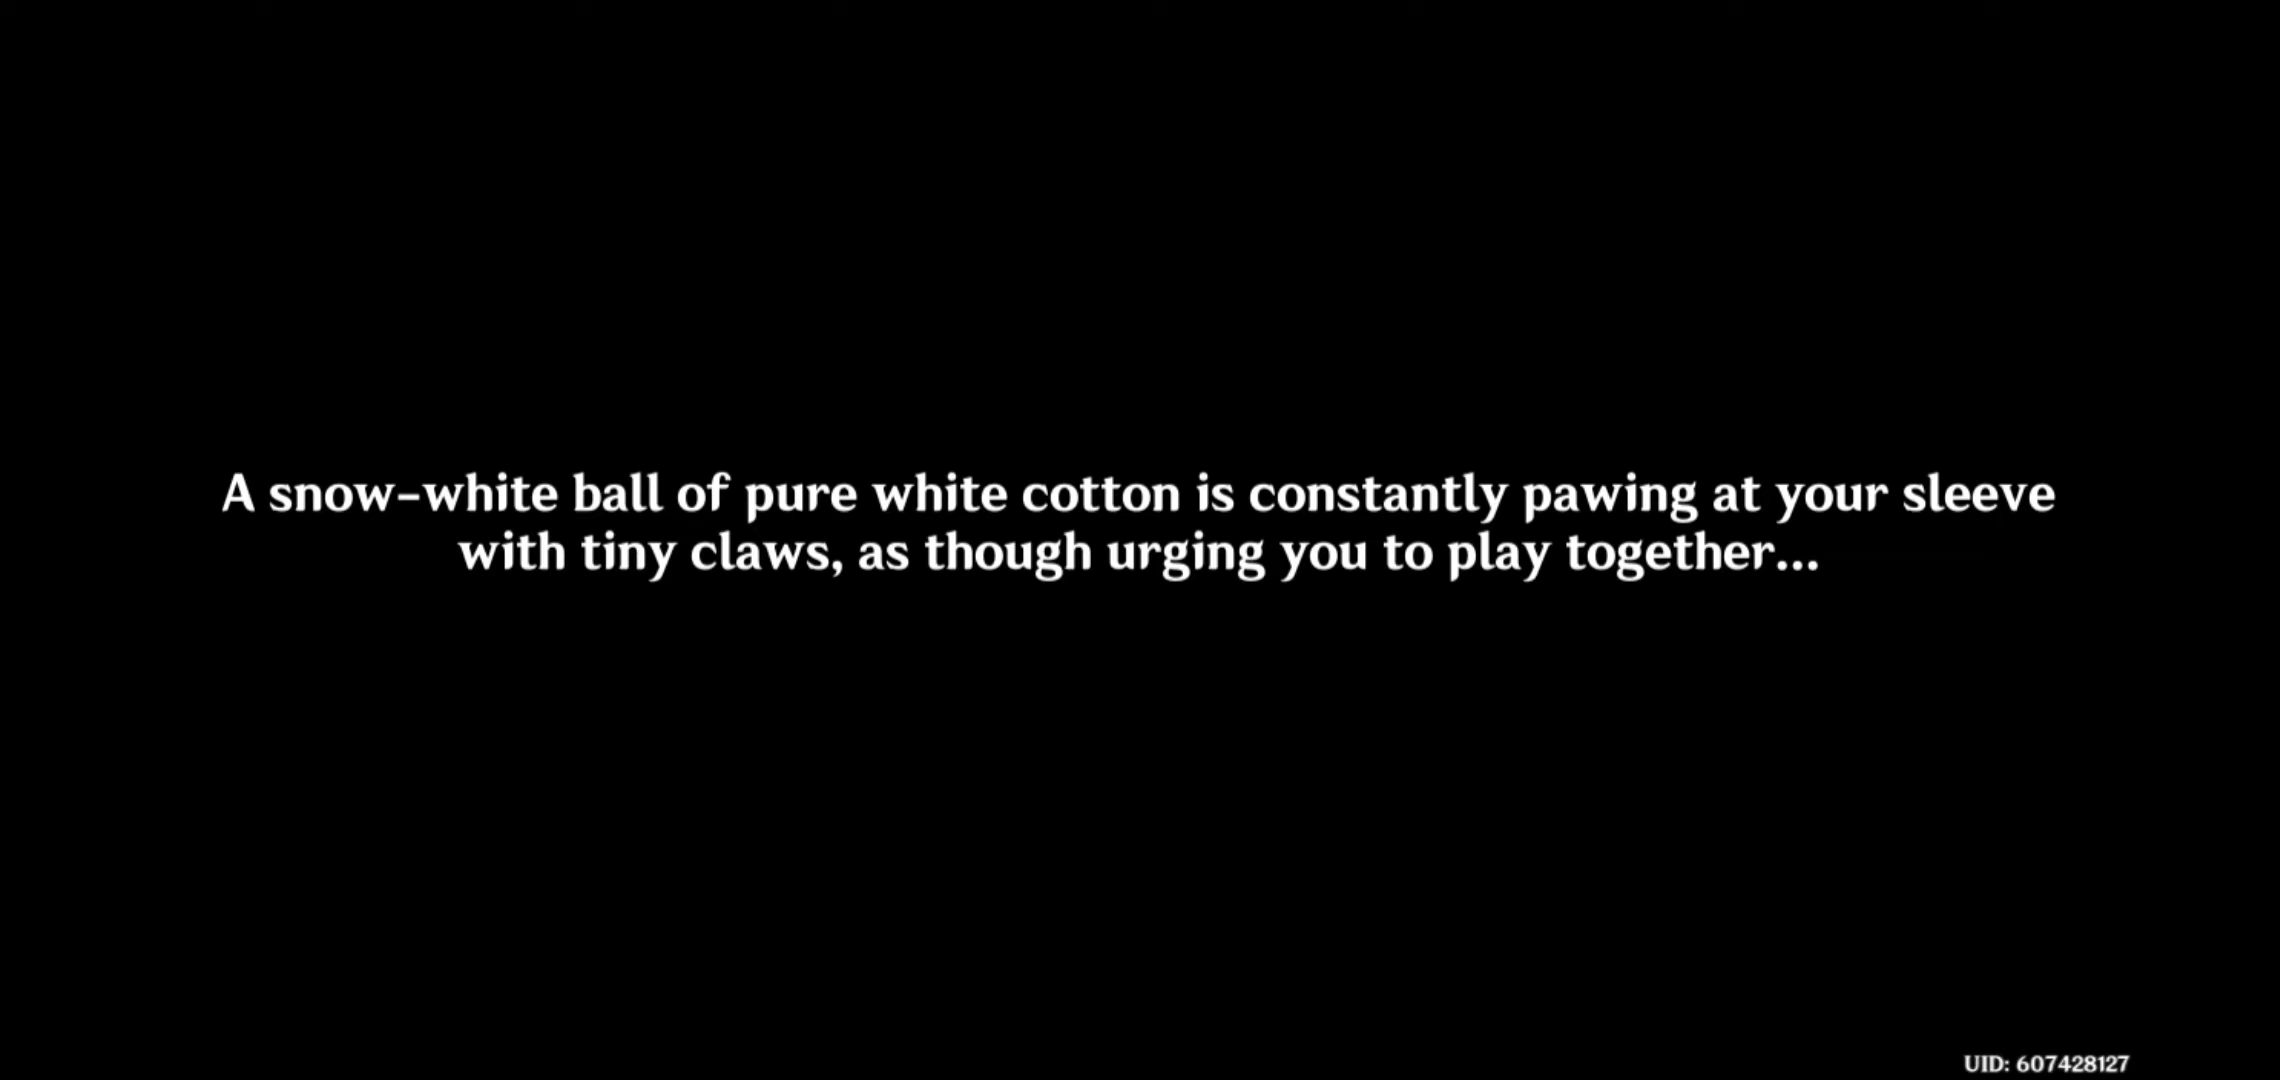 A snow-white ball of pure white cotton is constantly pawing at your sleeve
with tiny claws, as though urging you to play together...
UID: 607428127